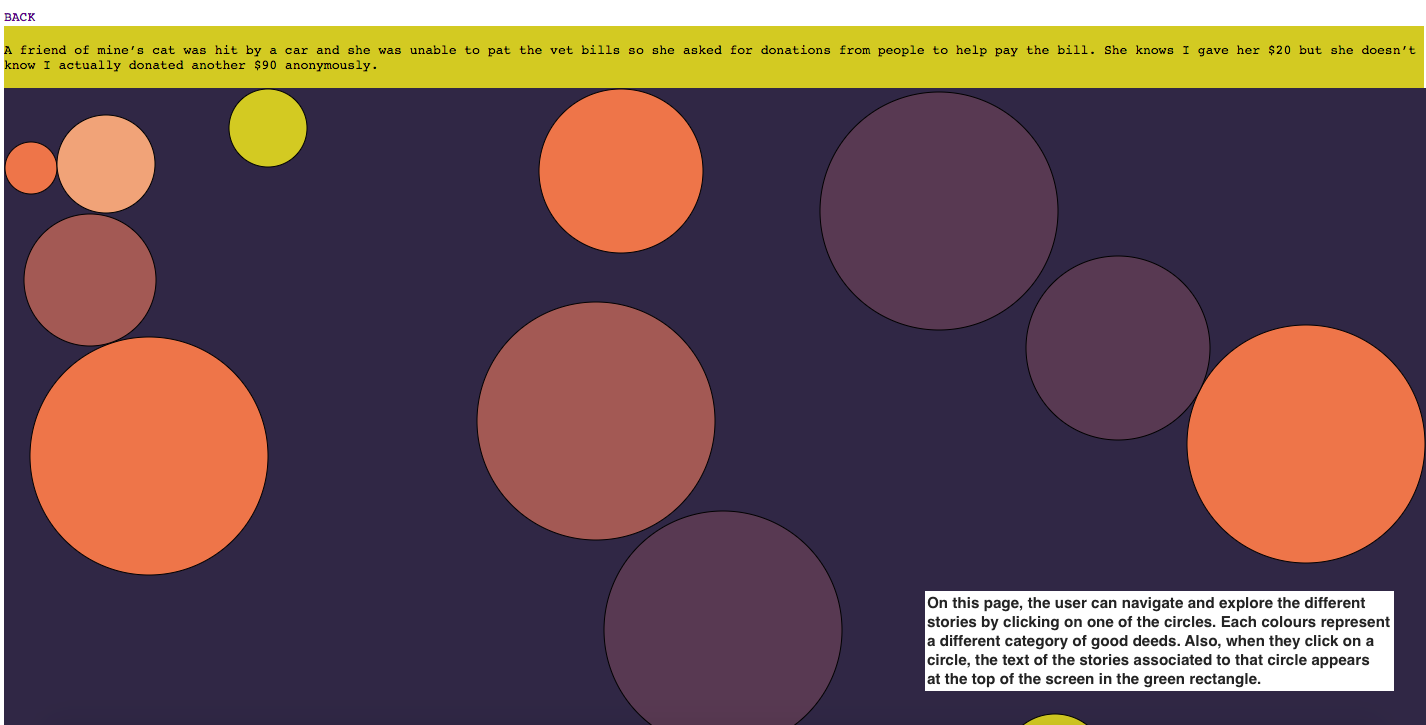 BACK
A friend of mine’s cat was hit by a car and she was unable to pat the vet bills so she asked for donations from people to help pay the bill. She knows I gave her $20 but she doesn’t
know I actually donated another $90 anonymously.
On this page, the user can navigate and explore the different
stories by clicking on one of the circles. Each colours represent
a different category of good deeds. Also, when they click on a
circle, the text of the stories associated to that circle appears
at the top of the screen in the green rectangle.